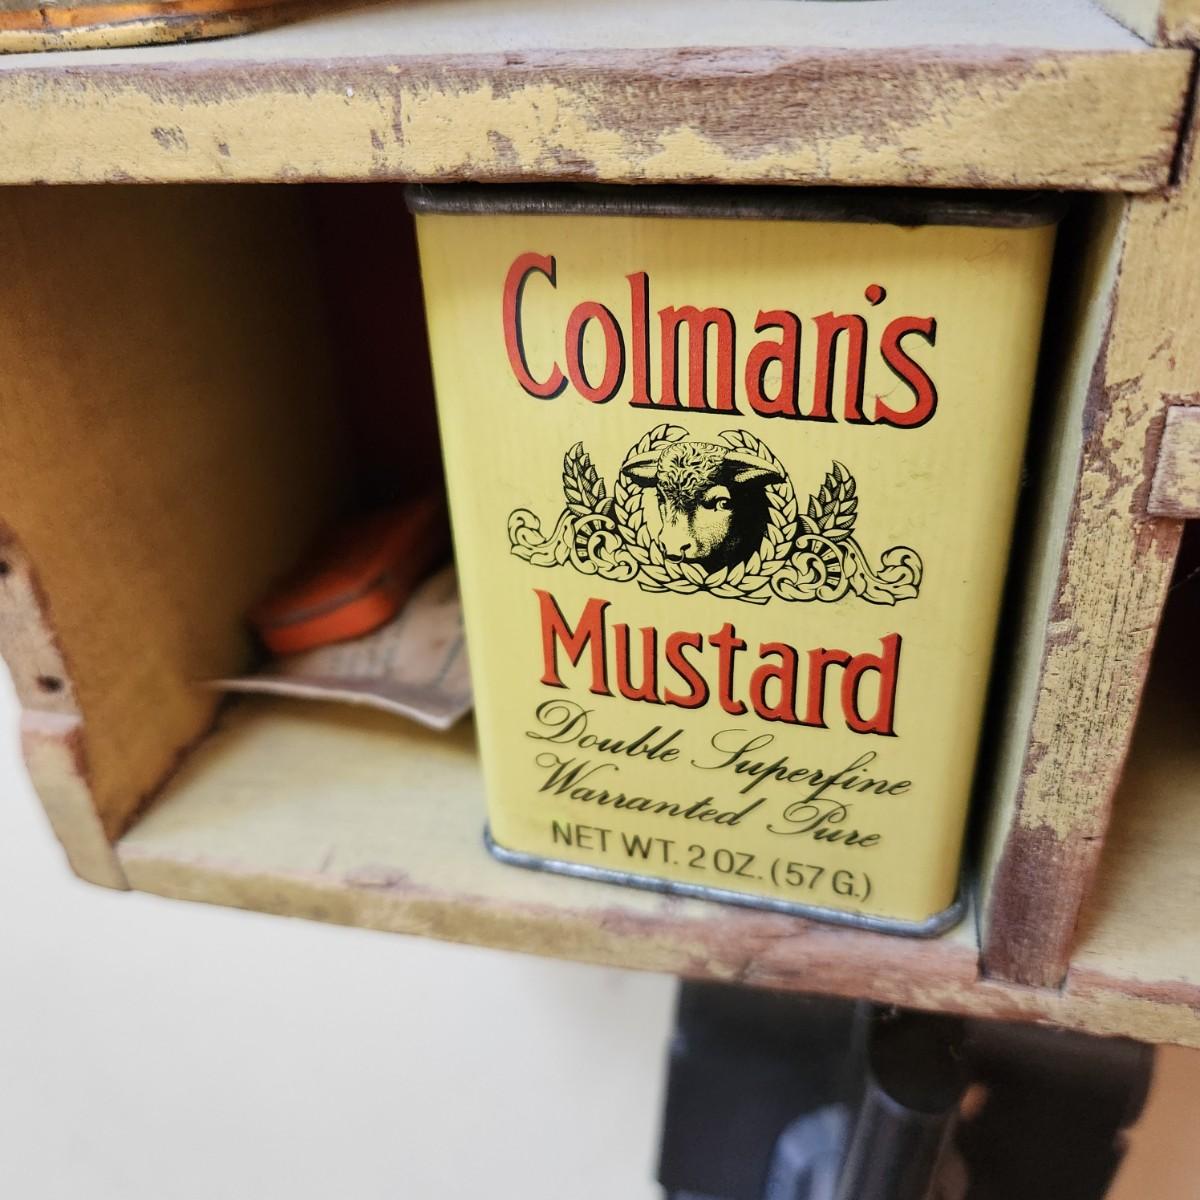 Colman's
Mustard
Double Superfine
Warranted Pure
NET WT. 2 OZ. (57 G.)